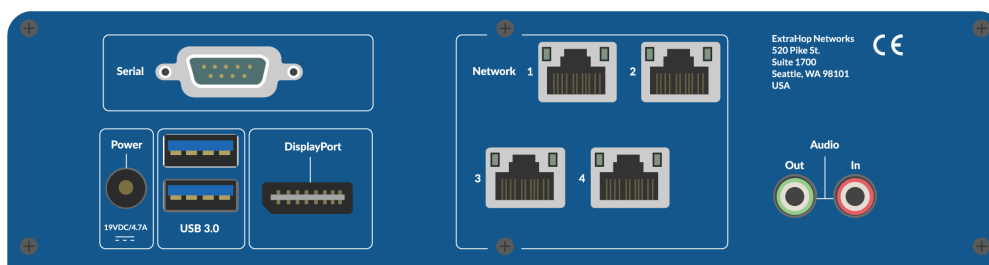 Serial
Network 1 2
3 4
ExtraHop Networks
520 Pike St.
Suite 1700
Seattle, WA 98101
USA
CE
Power
19VDC/4.7A
USB 3.0
DisplayPort
Audio
Out In